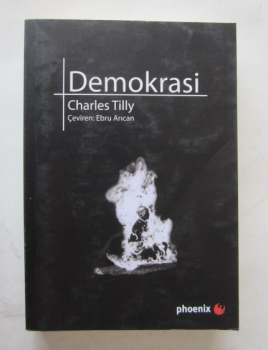 Demokrasi
Charles Tilly
Çeviren: Ebru Arıcan
phoenix